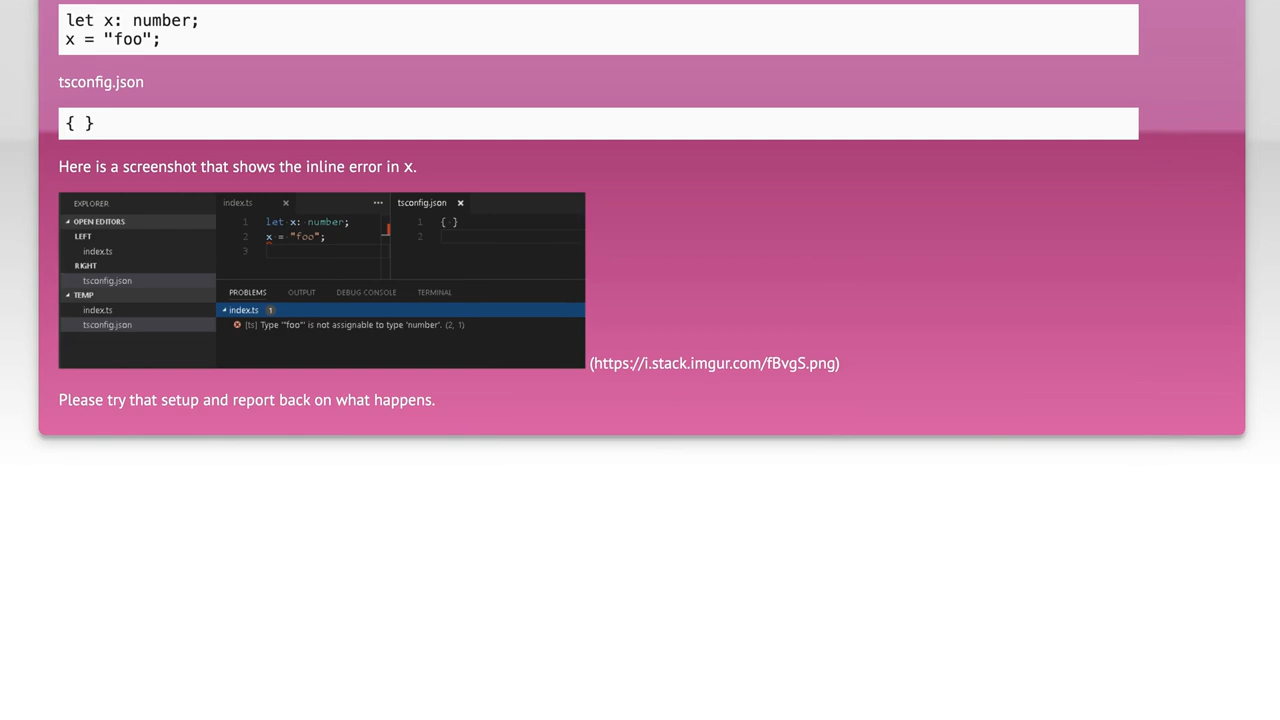 let x: number;
x = "foo";
tsconfig.json
{ }
Here is a screenshot that shows the inline error in x.
EXPLORER
OPEN EDITORS
LEFT
index.ts
RIGHT
tsconfig.json
TEMP
index.ts
tsconfig.json
index.ts ×
1 let x: number;
2 x = "foo";
3
tsconfig.json ×
1 { }
2
PROBLEMS OUTPUT DEBUG CONSOLE TERMINAL
index.ts 1
[ts] Type '"foo"' is not assignable to type 'number'. (2, 1)
(https://i.stack.imgur.com/fBvgS.png)
Please try that setup and report back on what happens.